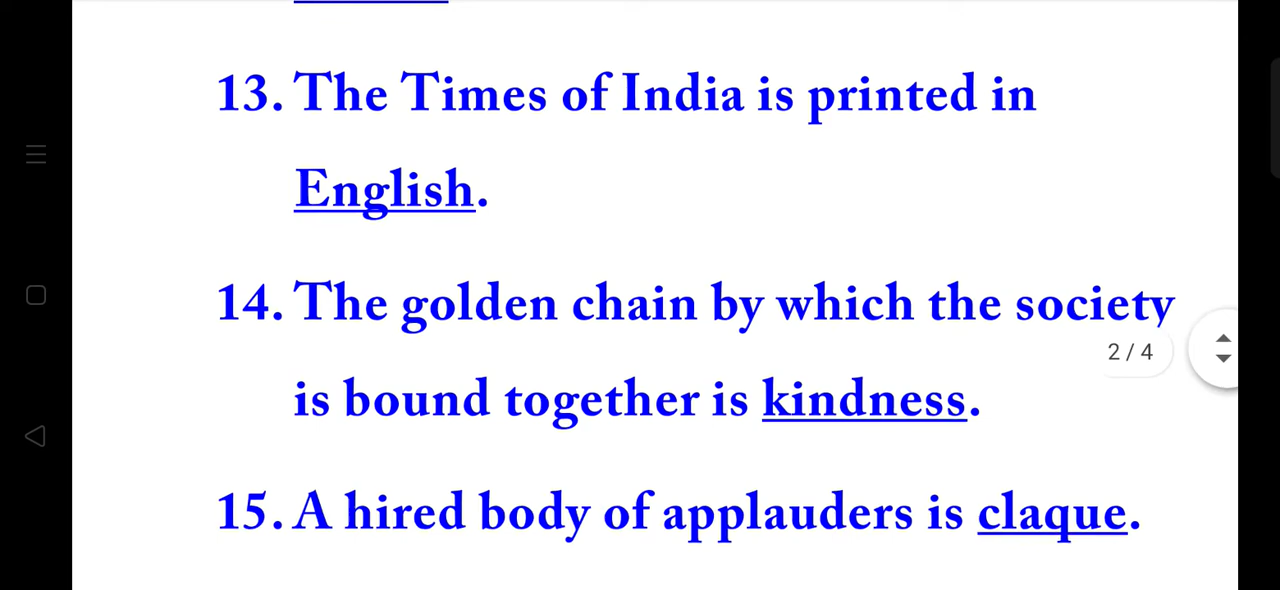 13. The Times of India is printed in
English.
14. The golden chain by which the society
2 / 4
is bound together is kindness.
15. A hired body of applauders is claque.